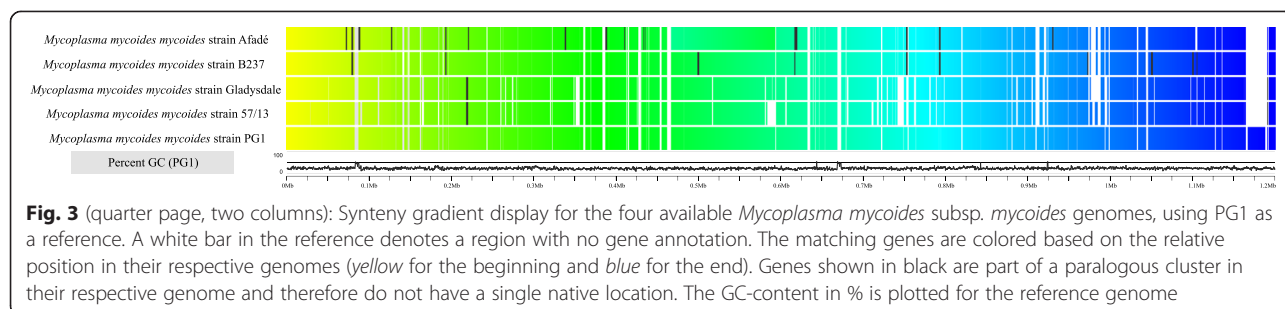 Mycoplasma mycoides mycoides strain Afadé
Mycoplasma mycoides mycoides strain B237
Mycoplasma mycoides mycoides strain Gladysdale
Mycoplasma mycoides mycoides strain 57/13
Mycoplasma mycoides mycoides strain PG1
Percent GC (PG1)
100
0
0Mb 0.1Mb 0.2Mb 0.3Mb 0.4Mb 0.5Mb 0.6Mb 0.7Mb 0.8Mb 0.9Mb 1Mb 1.1Mb 1.2Mb
Fig. 3 (quarter page, two columns): Synteny gradient display for the four available Mycoplasma mycoides subsp. mycoides genomes, using PG1 as
a reference. A white bar in the reference denotes a region with no gene annotation. The matching genes are colored based on the relative
position in their respective genomes (yellow for the beginning and blue for the end). Genes shown in black are part of a paralogous cluster in
their respective genome and therefore do not have a single native location. The GC-content in % is plotted for the reference genome